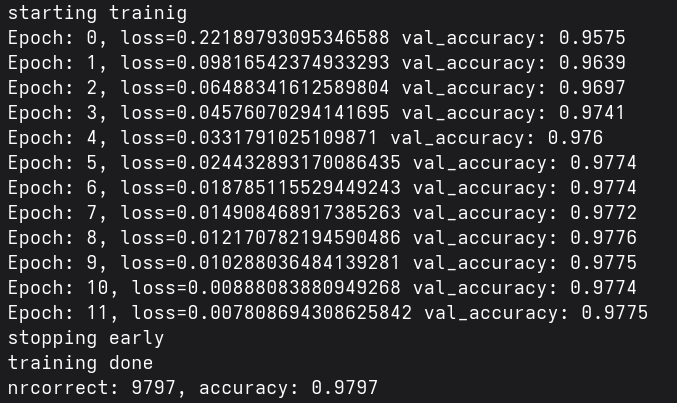 starting trainig
Epoch: 0, loss=0.22189793095346588 val_accuracy: 0.9575
Epoch: 1, loss=0.09816542374933293 val_accuracy: 0.9639
Epoch: 2, loss=0.06488341612589804 val_accuracy: 0.9697
Epoch: 3, loss=0.04576070294141695 val_accuracy: 0.9741
Epoch: 4, loss=0.0331791025109871 val_accuracy: 0.976
Epoch: 5, loss=0.024432893170086435 val_accuracy: 0.9774
Epoch: 6, loss=0.018785115529449243 val_accuracy: 0.9774
Epoch: 7, loss=0.014908468917385263 val_accuracy: 0.9772
Epoch: 8, loss=0.012170782194590486 val_accuracy: 0.9776
Epoch: 9, loss=0.010288036484139281 val_accuracy: 0.9775
Epoch: 10, loss=0.00888083880949268 val_accuracy: 0.9774
Epoch: 11, loss=0.007808694308625842 val_accuracy: 0.9775
stopping early
training done
nrcorrect: 9797, accuracy: 0.9797